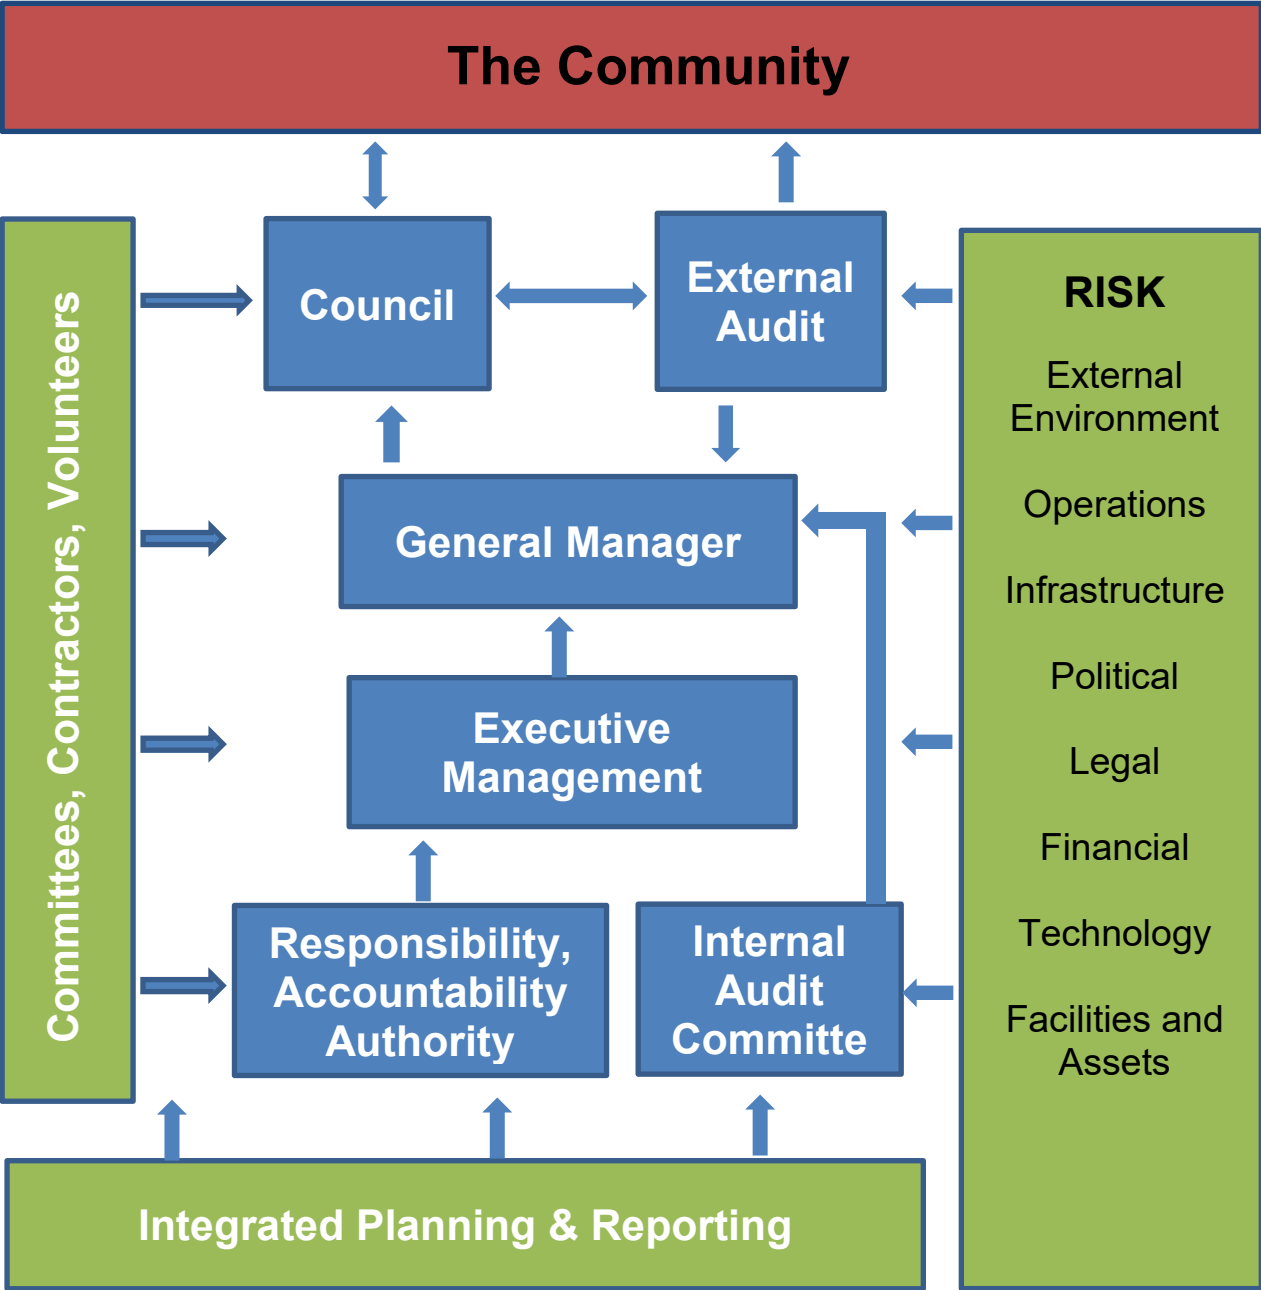 The Community
Committees, Contractors, Volunteers
Council
External
Audit
General Manager
Executive
Management
Responsibility,
Accountability
Authority
Internal
Audit
Committe
RISK
External
Environment
Operations
Infrastructure
Political
Legal
Financial
Technology
Facilities and
Assets
Integrated Planning & Reporting